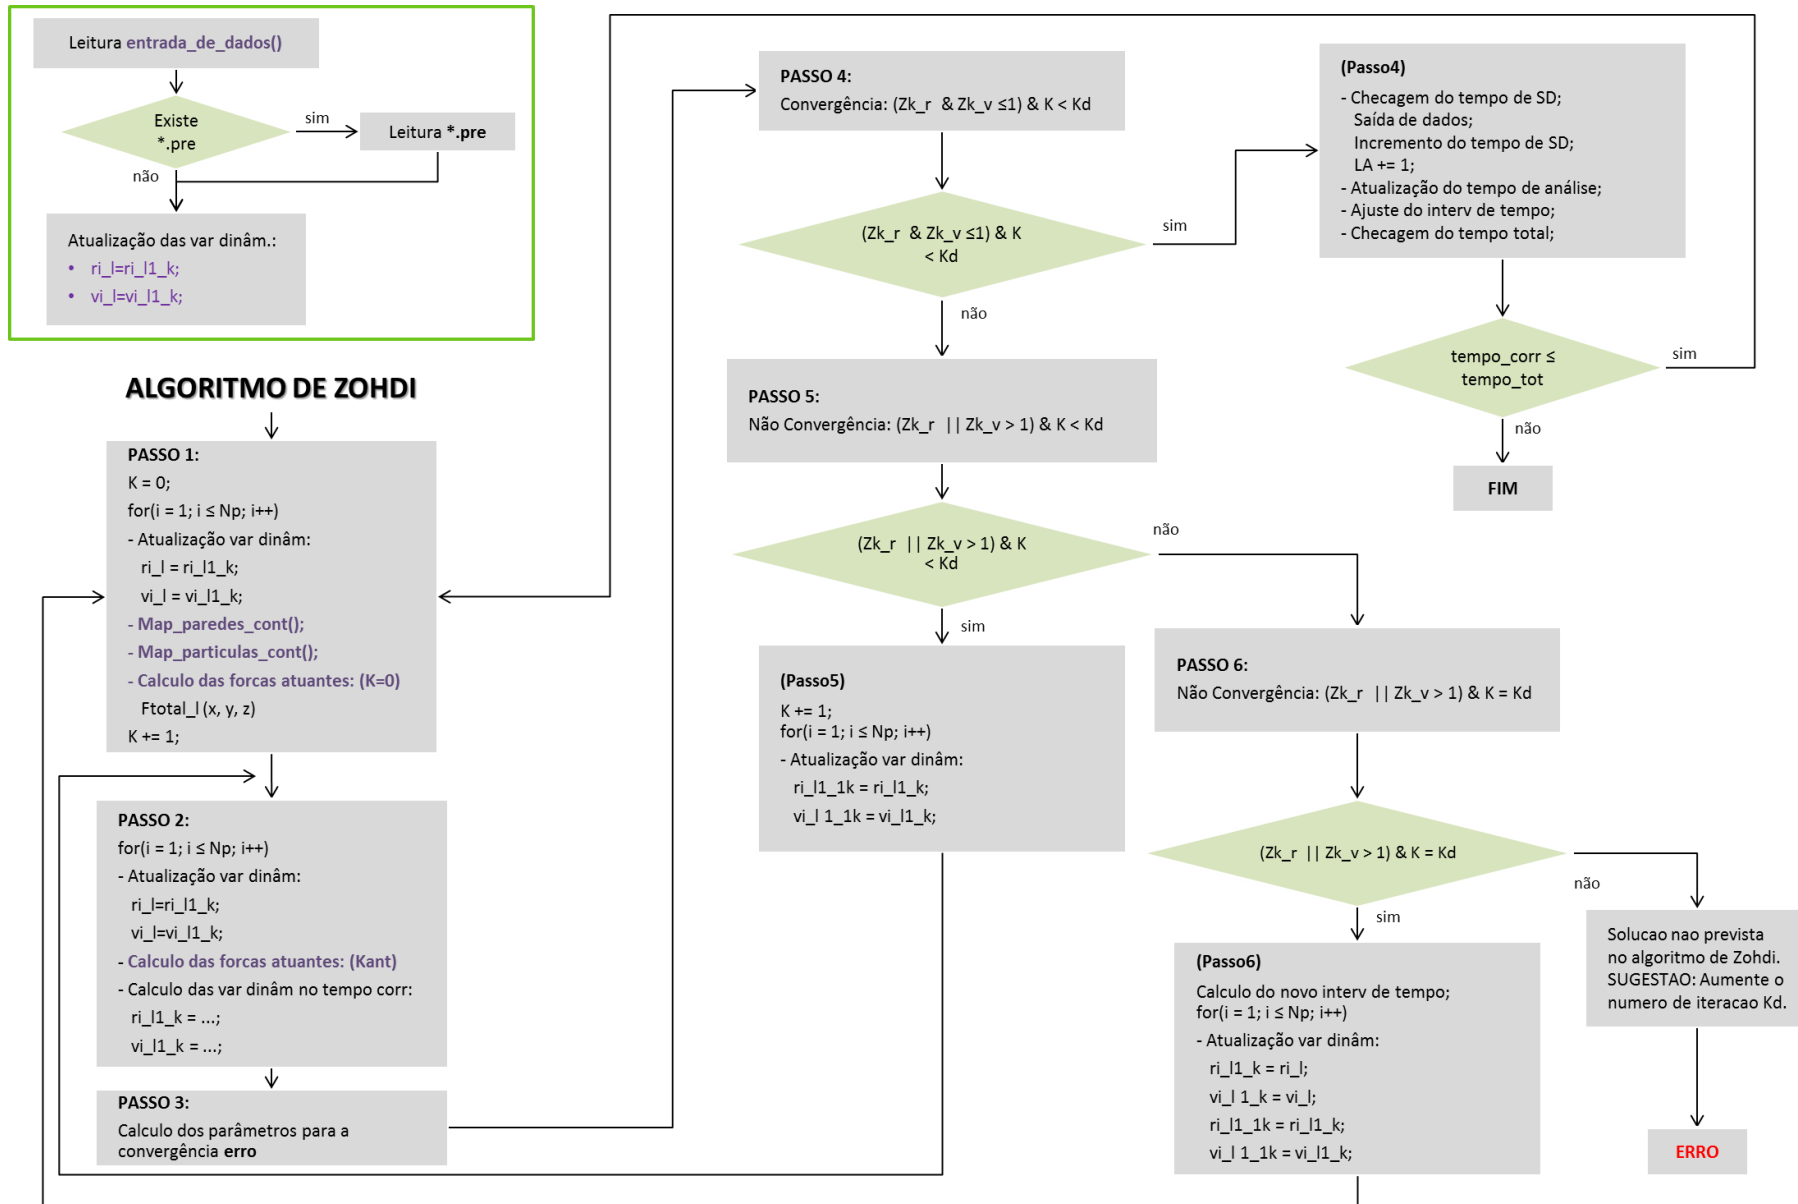 Leitura entrada_de_dados()
Existe
*.pre
sim
Leitura *.pre
não
Atualização das var dinâm.:
• ri_l=ri_l1_k;
• vi_l=vi_l1_k;
ALGORITMO DE ZOHDI
PASSO 1:
K = 0;
for(i = 1; i ≤ Np; i++)
- Atualização var dinâm:
ri_l = ri_l1_k;
vi_l = vi_l1_k;
- Map_paredes_cont();
- Map_particulas_cont();
- Calculo das forcas atuantes: (K=0)
Ftotal_l (x, y, z)
K += 1;
PASSO 2:
for(i = 1; i ≤ Np; i++)
- Atualização var dinâm:
ri_l=ri_l1_k;
vi_l=vi_l1_k;
- Calculo das forcas atuantes: (Kant)
- Calculo das var dinâm no tempo corr:
ri_l1_k = ...;
vi_l1_k = ...;
PASSO 3:
Calculo dos parâmetros para a
convergência erro
PASSO 4:
Convergência: (Zk_r & Zk_v ≤1) & K < Kd
(Zk_r & Zk_v ≤1) & K
< Kd
sim
não
(Passo4)
- Checagem do tempo de SD;
Saída de dados;
Incremento do tempo de SD;
LA += 1;
- Atualização do tempo de análise;
- Ajuste do interv de tempo;
- Checagem do tempo total;
tempo_corr ≤
tempo_tot
sim
não
FIM
PASSO 5:
Não Convergência: (Zk_r || Zk_v > 1) & K < Kd
(Zk_r || Zk_v > 1) & K
< Kd
não
sim
(Passo5)
K += 1;
for(i = 1; i ≤ Np; i++)
- Atualização var dinâm:
ri_l1_1k = ri_l1_k;
vi_l 1_1k = vi_l1_k;
PASSO 6:
Não Convergência: (Zk_r || Zk_v > 1) & K = Kd
(Zk_r || Zk_v > 1) & K = Kd
não
sim
(Passo6)
Calculo do novo interv de tempo;
for(i = 1; i ≤ Np; i++)
- Atualização var dinâm:
ri_l1_k = ri_l;
vi_l 1_k = vi_l;
ri_l1_1k = ri_l1_k;
vi_l 1_1k = vi_l1_k;
Solucao nao prevista
no algoritmo de Zohdi.
SUGESTAO: Aumente o
numero de iteracao Kd.
ERRO